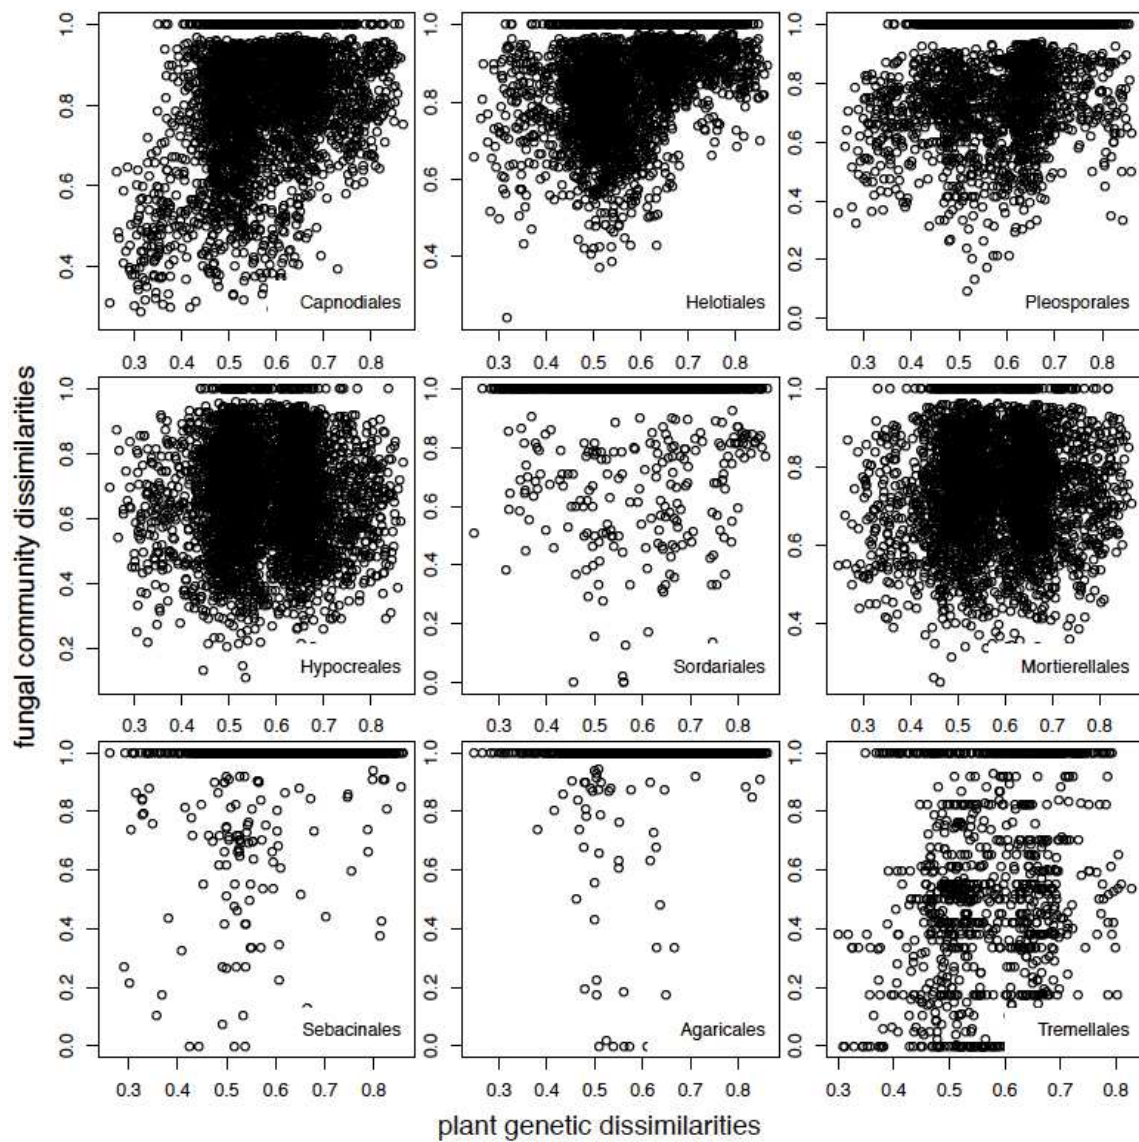 0.4 0.6 0.8 1.0
0.3 0.4 0.5 0.6 0.7 0.8
Capnodiales
0.4 0.6 0.8 1.0
0.3 0.4 0.5 0.6 0.7 0.8
Helotiales
0.0 0.2 0.4 0.6 0.8 1.0
0.3 0.4 0.5 0.6 0.7 0.8
Pleosporales
fungal community dissimilarities
0.2 0.4 0.6 0.8 1.0
0.3 0.4 0.5 0.6 0.7 0.8
Hypocreales
0.0 0.2 0.4 0.6 0.8 1.0
0.3 0.4 0.5 0.6 0.7 0.8
Sordariales
0.4 0.6 0.8 1.0
0.3 0.4 0.5 0.6 0.7 0.8
Mortierellales
0.0 0.2 0.4 0.6 0.8 1.0
0.3 0.4 0.5 0.6 0.7 0.8
Sebacinales
0.0 0.2 0.4 0.6 0.8 1.0
0.3 0.4 0.5 0.6 0.7 0.8
Agaricales
0.0 0.2 0.4 0.6 0.8 1.0
0.3 0.4 0.5 0.6 0.7 0.8
Tremellales
plant genetic dissimilarities